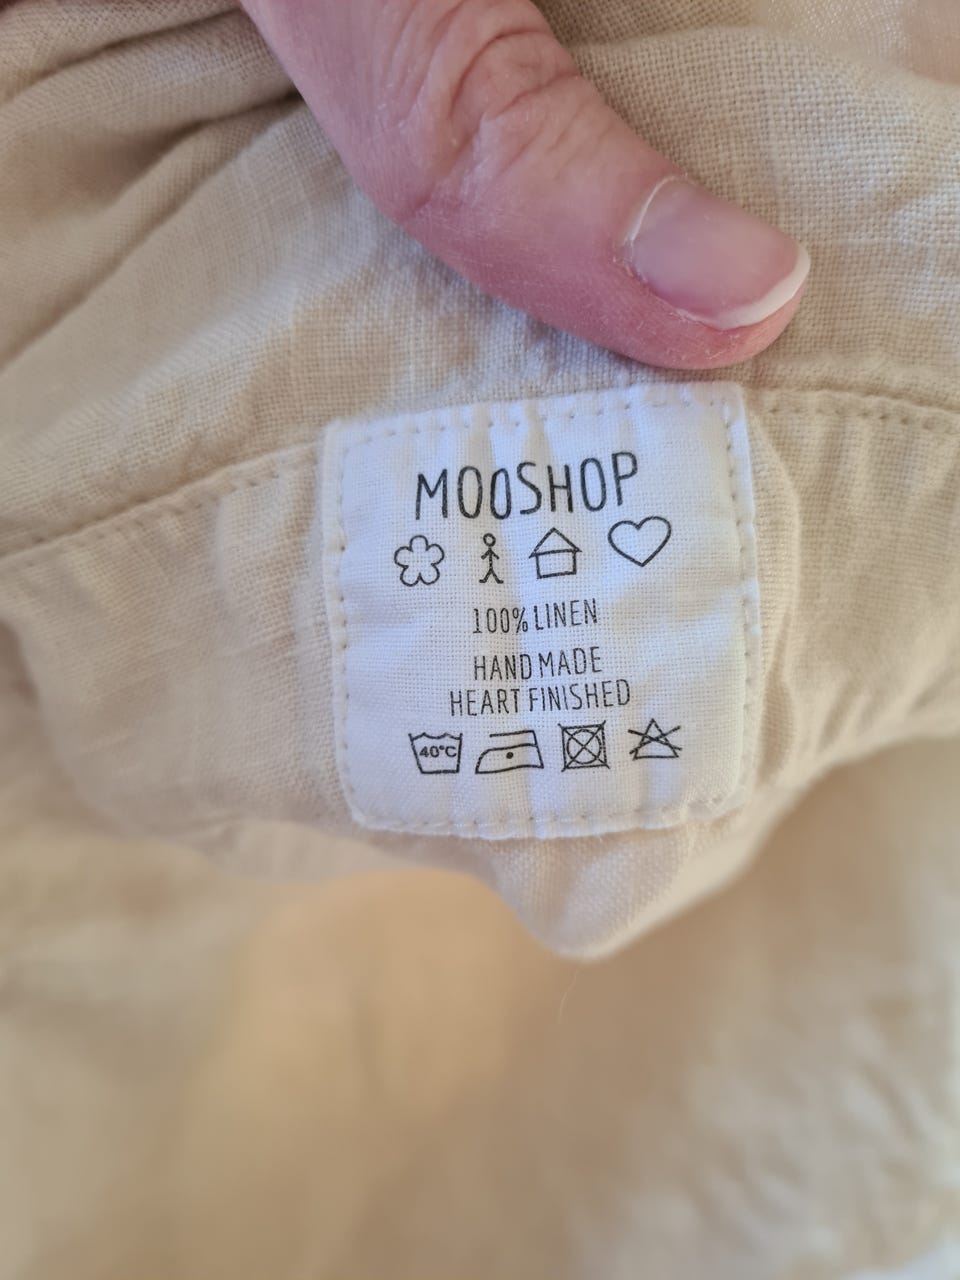 MOOSHOP
100% LINEN
HAND MADE
HEART FINISHED
40°C